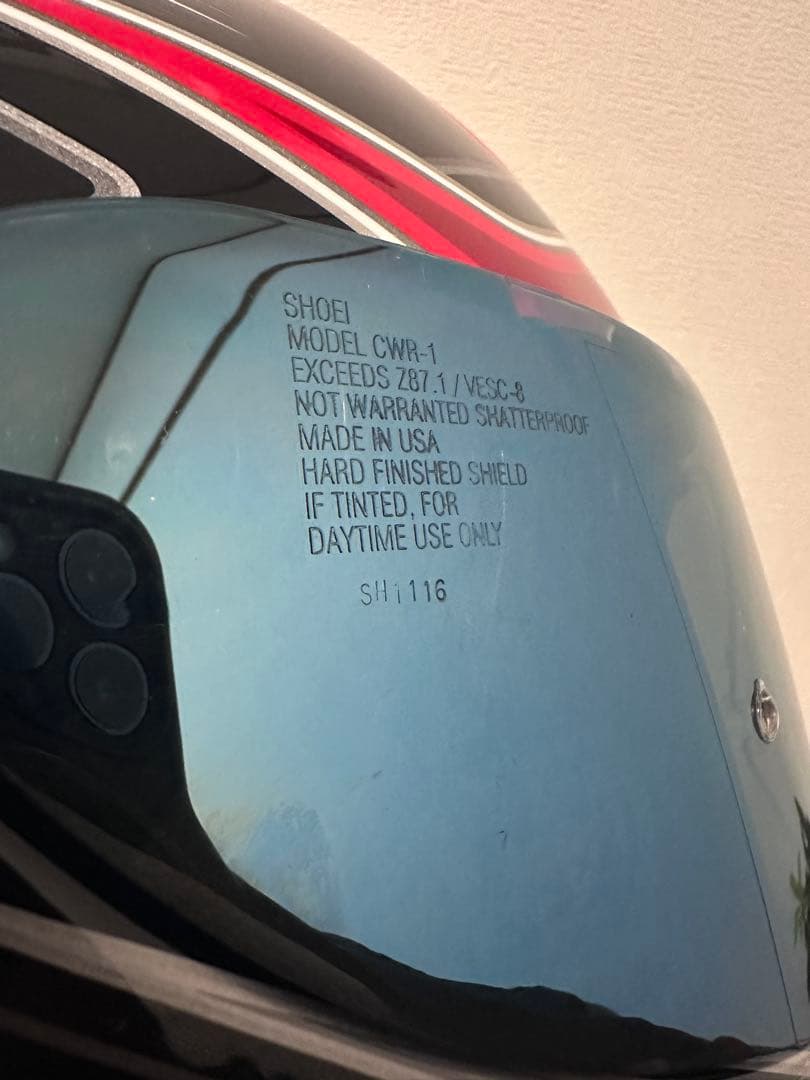 SHOEI
MODEL CWR-1
EXCEEDS Z87.1 / VESC-8
NOT WARRANTED SHATTERPROOF
MADE IN USA
HARD FINISHED SHIELD
IF TINTED, FOR
DAYTIME USE ONLY
SH1116